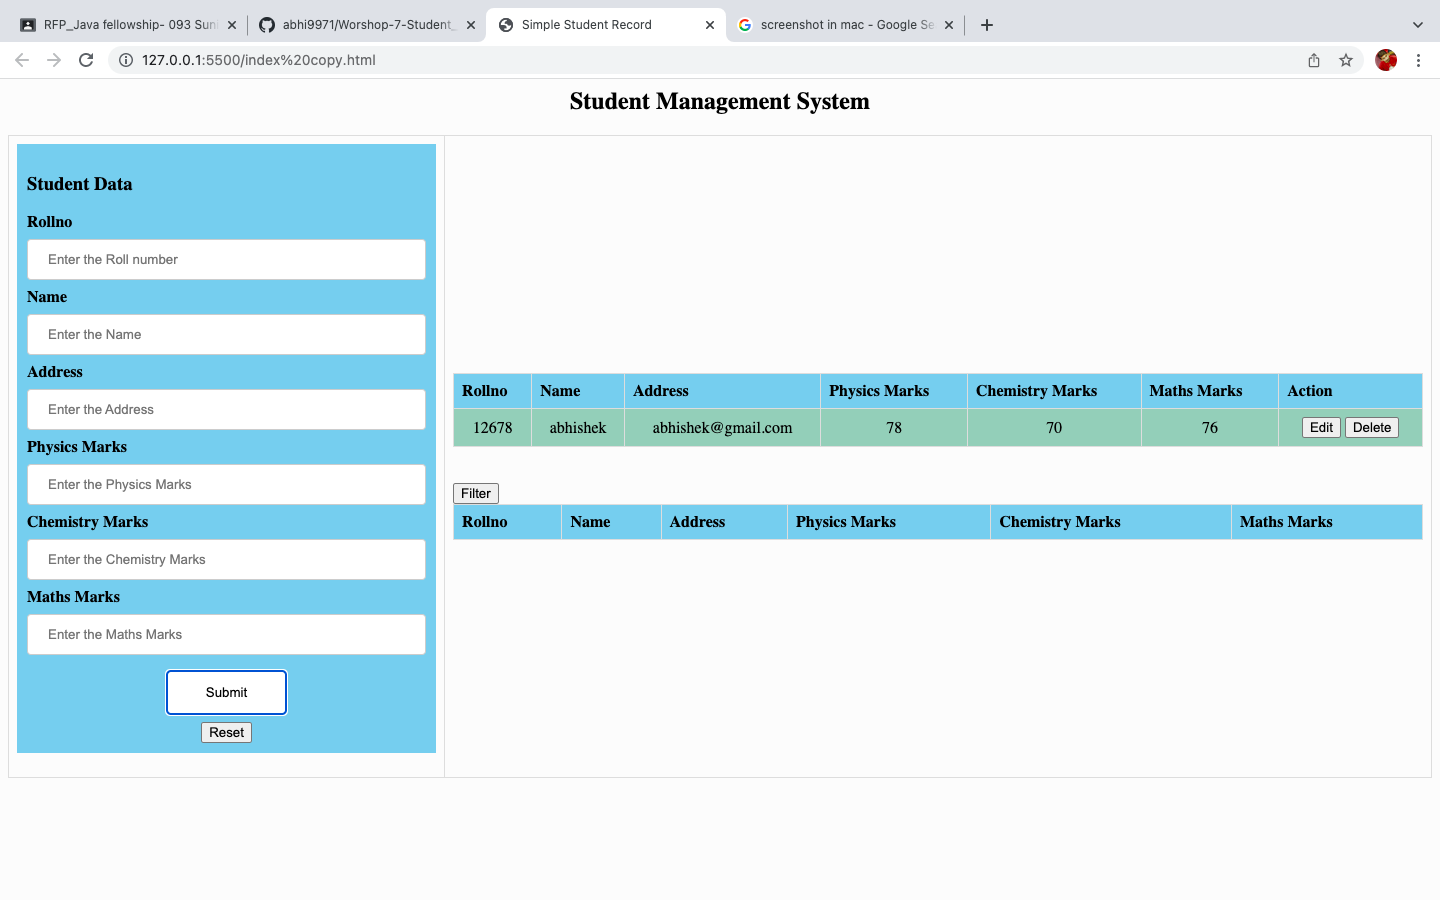 RFP_Java fellowship- 093 Sun
abhi9971/Worshop-7-Student_
Simple Student Record
screenshot in mac - Google Se
127.0.0.1:5500/index%20copy.html
Student Management System
Student Data
Rollno
Enter the Roll number
Name
Enter the Name
Address
Enter the Address
Physics Marks
Enter the Physics Marks
Chemistry Marks
Enter the Chemistry Marks
Maths Marks
Enter the Maths Marks
Submit
Reset
Rollno Name Address Physics Marks Chemistry Marks Maths Marks Action
12678 abhishek abhishek@gmail.com 78 70 76 Edit Delete
Filter
Rollno Name Address Physics Marks Chemistry Marks Maths Marks